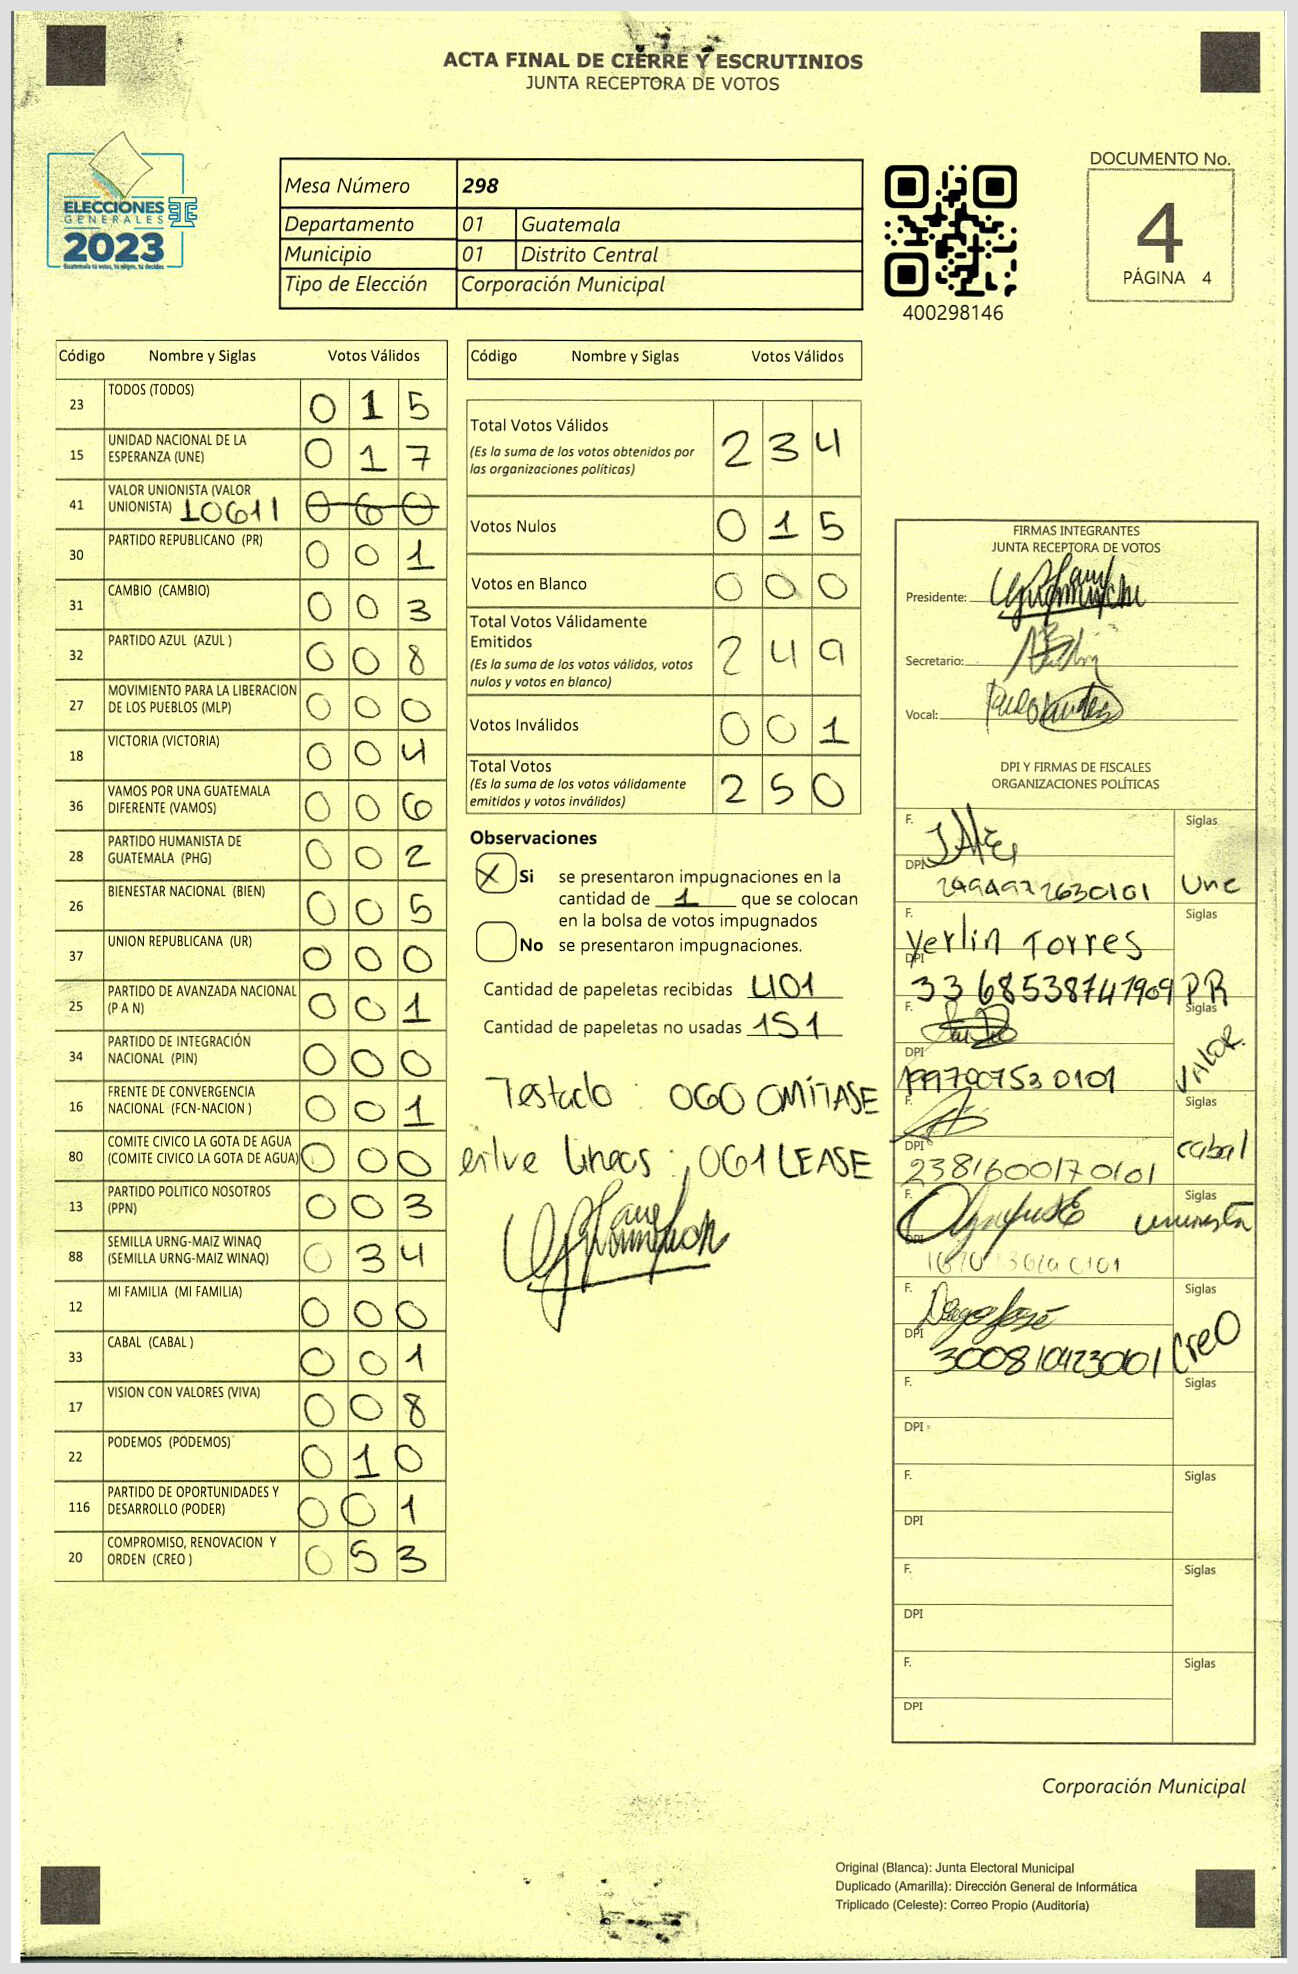 ACTA FINAL DE CIERRE Y ESCRUTINIOS
JUNTA RECEPTORA DE VOTOS
ELECCIONES
GENERALES
2023
Guatemala tú votas, tú eliges, tú decides
Mesa Número 298
Departamento 01 Guatemala
Municipio 01 Distrito Central
Tipo de Elección Corporación Municipal
400298146
DOCUMENTO No.
4
PÁGINA 4
Código Nombre y Siglas Votos Válidos
23 TODOS (TODOS) 0 1 5
15 UNIDAD NACIONAL DE LA ESPERANZA (UNE) 0 1 7
41 VALOR UNIONISTA (VALOR UNIONISTA) 0 6 0
30 PARTIDO REPUBLICANO (PR) 0 0 1
31 CAMBIO (CAMBIO) 0 0 3
32 PARTIDO AZUL (AZUL ) 0 0 8
27 MOVIMIENTO PARA LA LIBERACION DE LOS PUEBLOS (MLP) 0 0 0
18 VICTORIA (VICTORIA) 0 0 4
36 VAMOS POR UNA GUATEMALA DIFERENTE (VAMOS) 0 0 6
28 PARTIDO HUMANISTA DE GUATEMALA (PHG) 0 0 2
26 BIENESTAR NACIONAL (BIEN) 0 0 5
37 UNION REPUBLICANA (UR) 0 0 0
25 PARTIDO DE AVANZADA NACIONAL (P A N) 0 0 1
34 PARTIDO DE INTEGRACIÓN NACIONAL (PIN) 0 0 0
16 FRENTE DE CONVERGENCIA NACIONAL (FCN-NACION ) 0 0 1
80 COMITE CIVICO LA GOTA DE AGUA (COMITE CIVICO LA GOTA DE AGUA) 0 0 0
13 PARTIDO POLITICO NOSOTROS (PPN) 0 0 3
88 SEMILLA URNG-MAIZ WINAQ (SEMILLA URNG-MAIZ WINAQ) 0 3 4
12 MI FAMILIA (MI FAMILIA) 0 0 0
33 CABAL (CABAL ) 0 0 1
17 VISION CON VALORES (VIVA) 0 0 8
22 PODEMOS (PODEMOS) 0 1 0
116 PARTIDO DE OPORTUNIDADES Y DESARROLLO (PODER) 0 0 1
20 COMPROMISO, RENOVACION Y ORDEN (CREO ) 0 5 3
Código Nombre y Siglas Votos Válidos
Total Votos Válidos 2 3 4
(Es la suma de los votos obtenidos por
las organizaciones políticas)
Votos Nulos 0 1 5
Votos en Blanco 0 0 0
Total Votos Válidamente
Emitidos 2 4 9
(Es la suma de los votos válidos, votos
nulos y votos en blanco)
Votos Inválidos 0 0 1
Total Votos 2 5 0
(Es la suma de los votos válidamente
emitidos y votos inválidos)
Observaciones
X Si se presentaron impugnaciones en la
cantidad de 1 que se colocan
en la bolsa de votos impugnados
No se presentaron impugnaciones.
Cantidad de papeletas recibidas 401
Cantidad de papeletas no usadas 151
Testado : 060 OMÍTASE
entre líneas : 061 LEASE
FIRMAS INTEGRANTES
JUNTA RECEPTORA DE VOTOS
Presidente:
Secretario:
Vocal:
DPI Y FIRMAS DE FISCALES
ORGANIZACIONES POLÍTICAS
F. Siglas
DPI Une
F. Yerlin Torres Siglas
DPI 3368538741909 PR
F. Siglas
DPI VALOR
F. Siglas
DPI 2381600170101 cabal
F. Siglas
DPI unionista
F. Diego José Siglas
DPI Creo
F. Siglas
DPI
F. Siglas
DPI
F. Siglas
DPI
F. Siglas
DPI
Corporación Municipal
Original (Blanca): Junta Electoral Municipal
Duplicado (Amarilla): Dirección General de Informática
Triplicado (Celeste): Correo Propio (Auditoría)